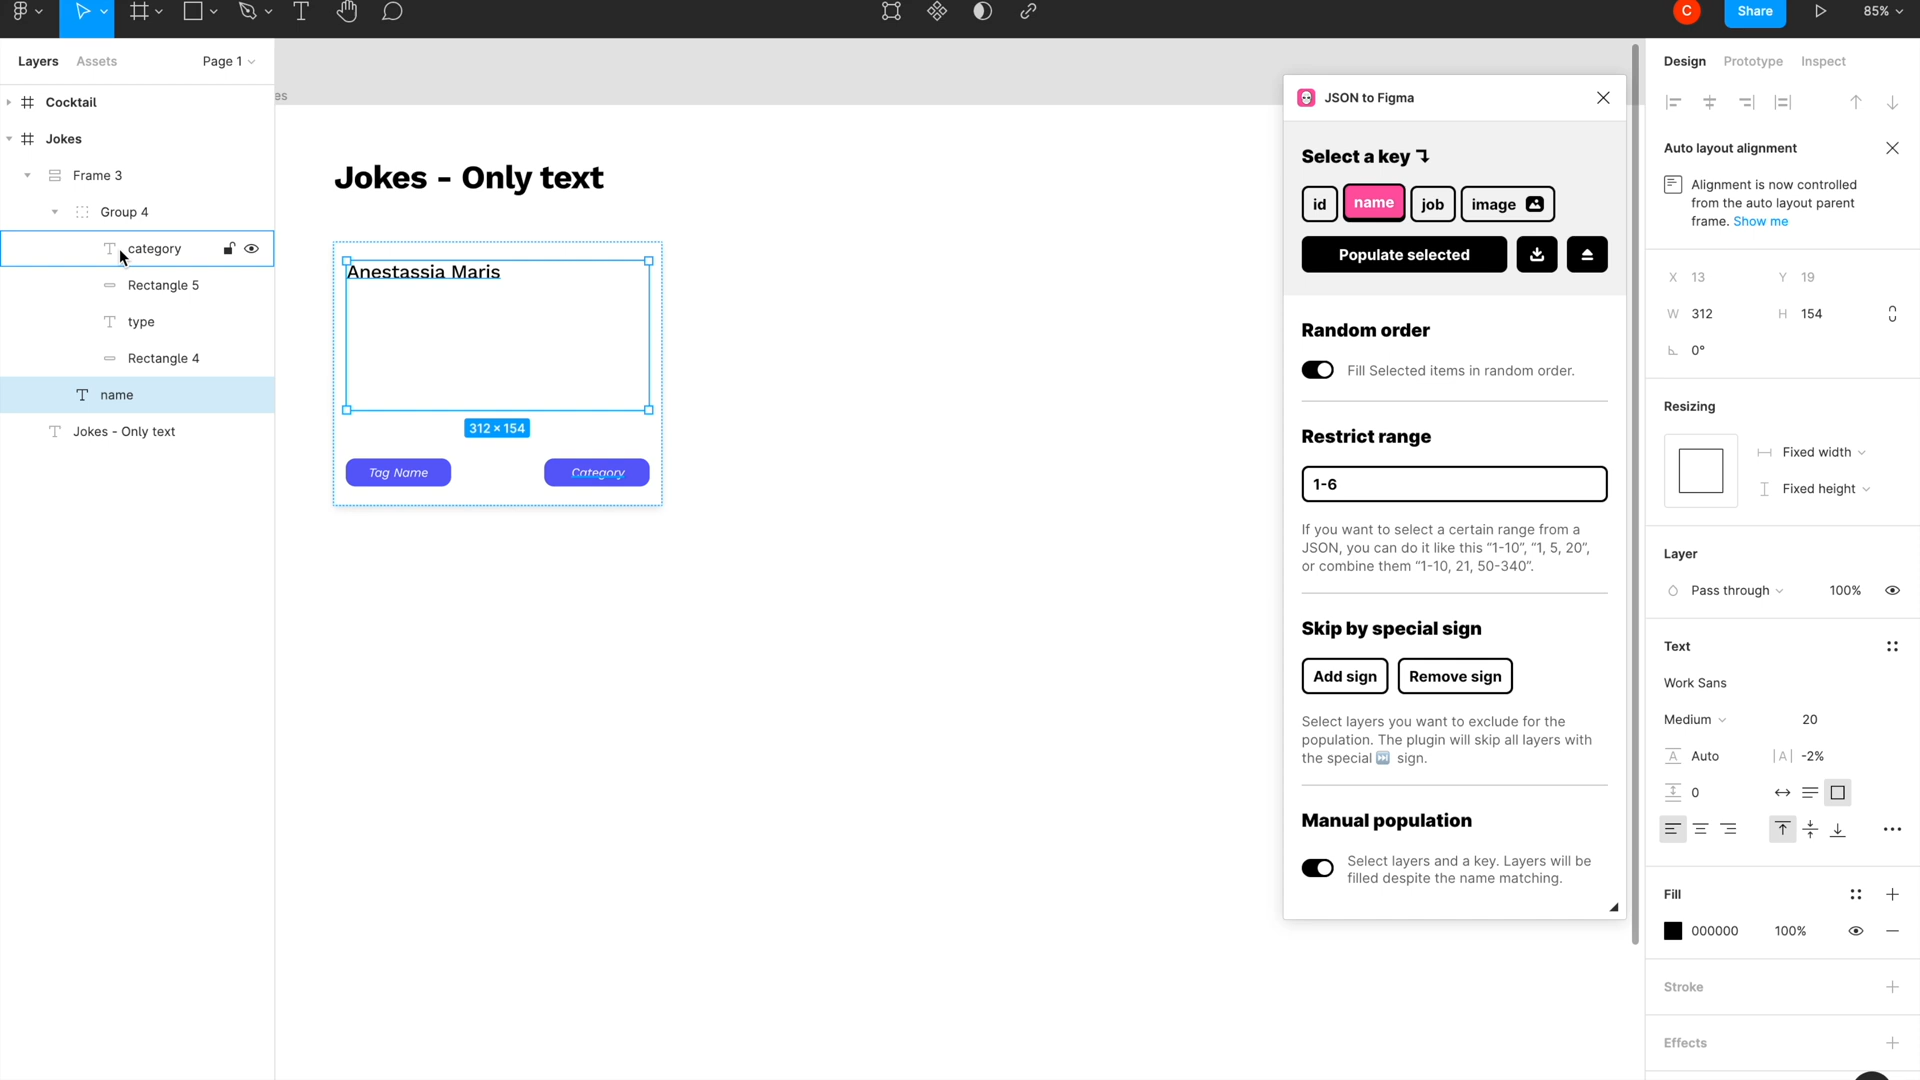 Share
C
85%
Layers
Assets
Page 1
Cocktail
Jokes
Frame 3
Group 4
category
Rectangle 5
type
Rectangle 4
name
Jokes - Only text
es
Jokes - Only text
Anestassia Maris
312 × 154
Tag Name
Category
JSON to Figma
Select a key
id
name
job
image
Populate selected
Random order
Fill Selected items in random order.
Restrict range
1-6
If you want to select a certain range from a
JSON, you can do it like this “1-10”, “1, 5, 20”,
or combine them “1-10, 21, 50-340”.
Skip by special sign
Add sign
Remove sign
Select layers you want to exclude for the
population. The plugin will skip all layers with
the special ⏭ sign.
Manual population
Select layers and a key. Layers will be
filled despite the name matching.
Design
Prototype
Inspect
Auto layout alignment
Alignment is now controlled
from the auto layout parent
frame. Show me
X 13
Y 19
W 312
H 154
0°
Resizing
Fixed width
Fixed height
Layer
Pass through
100%
Text
Work Sans
Medium
20
Auto
-2%
0
Fill
000000
100%
Stroke
Effects